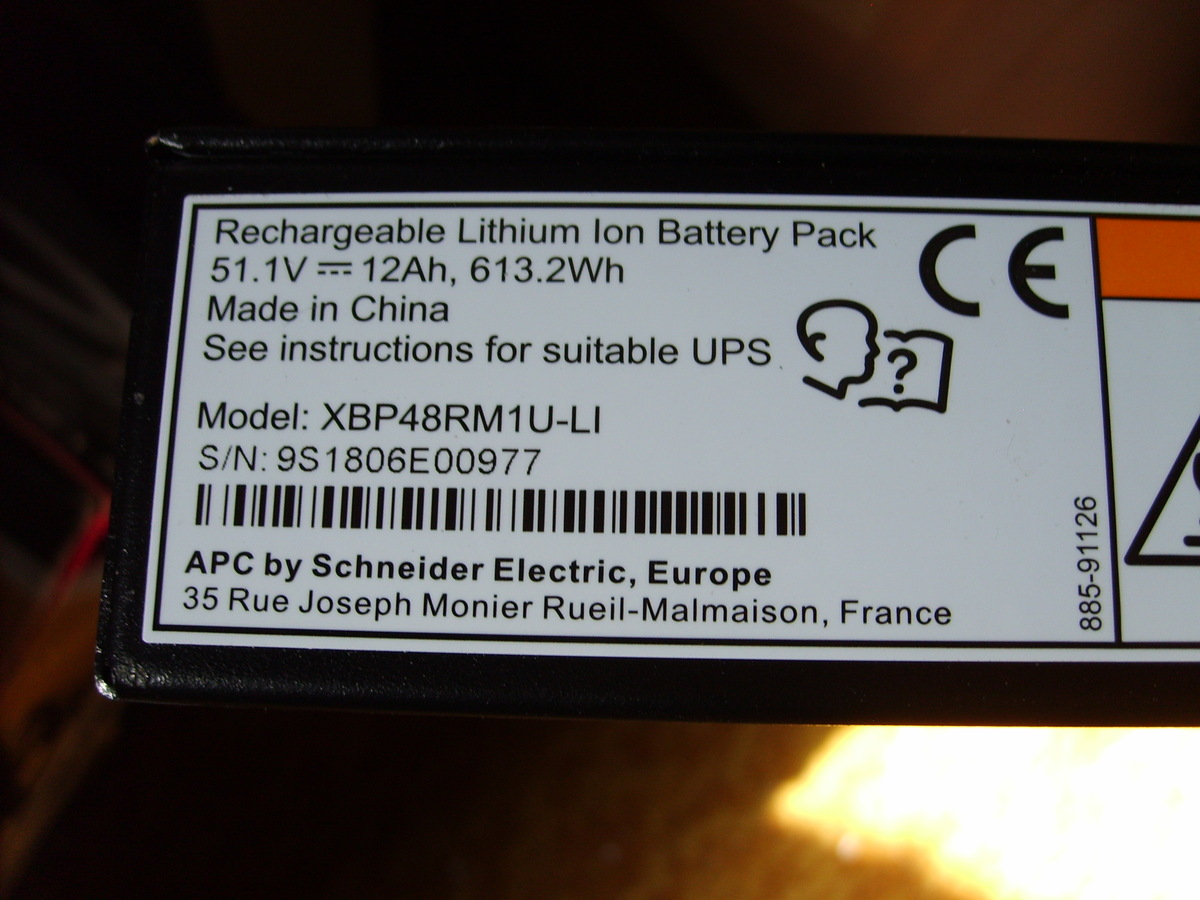 Rechargeable Lithium Ion Battery Pack
51.1V ⎓ 12Ah, 613.2Wh
Made in China
See instructions for suitable UPS
CE
?
Model: XBP48RM1U-LI
S/N: 9S1806E00977
APC by Schneider Electric, Europe
35 Rue Joseph Monier Rueil-Malmaison, France
885-91126